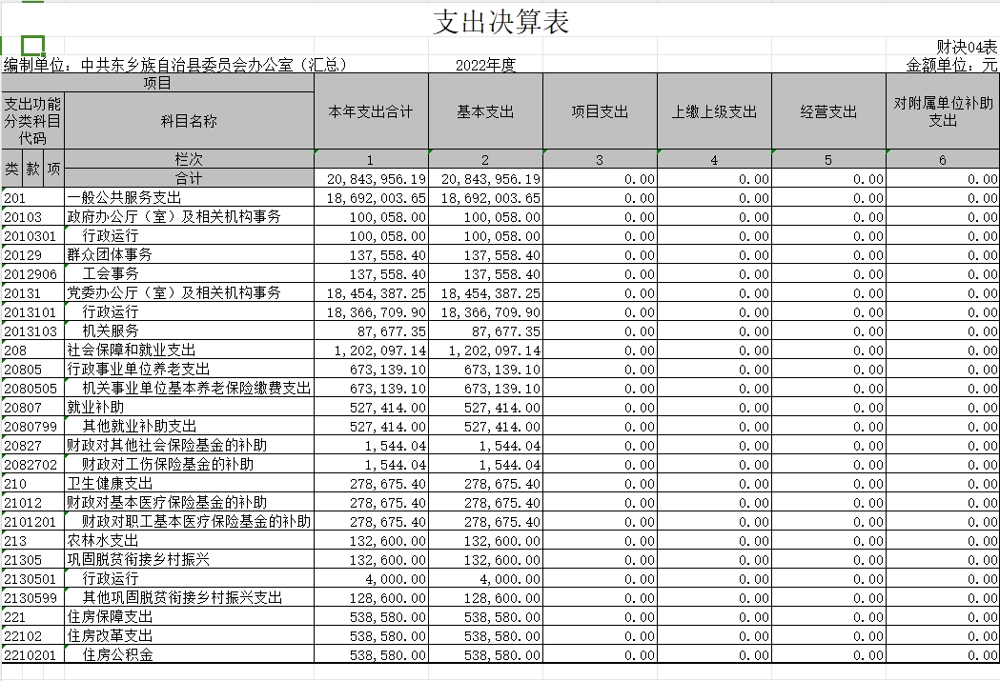 支出决算表
财决04表
编制单位：中共东乡族自治县委员会办公室（汇总） 2022年度 金额单位：元
项目 本年支出合计 基本支出 项目支出 上缴上级支出 经营支出 对附属单位补助支出
支出功能分类科目代码 科目名称
类 款 项 栏次 1 2 3 4 5 6
合计 20,843,956.19 20,843,956.19 0.00 0.00 0.00 0.00
201 一般公共服务支出 18,692,003.65 18,692,003.65 0.00 0.00 0.00 0.00
20103 政府办公厅（室）及相关机构事务 100,058.00 100,058.00 0.00 0.00 0.00 0.00
2010301 行政运行 100,058.00 100,058.00 0.00 0.00 0.00 0.00
20129 群众团体事务 137,558.40 137,558.40 0.00 0.00 0.00 0.00
2012906 工会事务 137,558.40 137,558.40 0.00 0.00 0.00 0.00
20131 党委办公厅（室）及相关机构事务 18,454,387.25 18,454,387.25 0.00 0.00 0.00 0.00
2013101 行政运行 18,366,709.90 18,366,709.90 0.00 0.00 0.00 0.00
2013103 机关服务 87,677.35 87,677.35 0.00 0.00 0.00 0.00
208 社会保障和就业支出 1,202,097.14 1,202,097.14 0.00 0.00 0.00 0.00
20805 行政事业单位养老支出 673,139.10 673,139.10 0.00 0.00 0.00 0.00
2080505 机关事业单位基本养老保险缴费支出 673,139.10 673,139.10 0.00 0.00 0.00 0.00
20807 就业补助 527,414.00 527,414.00 0.00 0.00 0.00 0.00
2080799 其他就业补助支出 527,414.00 527,414.00 0.00 0.00 0.00 0.00
20827 财政对其他社会保险基金的补助 1,544.04 1,544.04 0.00 0.00 0.00 0.00
2082702 财政对工伤保险基金的补助 1,544.04 1,544.04 0.00 0.00 0.00 0.00
210 卫生健康支出 278,675.40 278,675.40 0.00 0.00 0.00 0.00
21012 财政对基本医疗保险基金的补助 278,675.40 278,675.40 0.00 0.00 0.00 0.00
2101201 财政对职工基本医疗保险基金的补助 278,675.40 278,675.40 0.00 0.00 0.00 0.00
213 农林水支出 132,600.00 132,600.00 0.00 0.00 0.00 0.00
21305 巩固脱贫衔接乡村振兴 132,600.00 132,600.00 0.00 0.00 0.00 0.00
2130501 行政运行 4,000.00 4,000.00 0.00 0.00 0.00 0.00
2130599 其他巩固脱贫衔接乡村振兴支出 128,600.00 128,600.00 0.00 0.00 0.00 0.00
221 住房保障支出 538,580.00 538,580.00 0.00 0.00 0.00 0.00
22102 住房改革支出 538,580.00 538,580.00 0.00 0.00 0.00 0.00
2210201 住房公积金 538,580.00 538,580.00 0.00 0.00 0.00 0.00